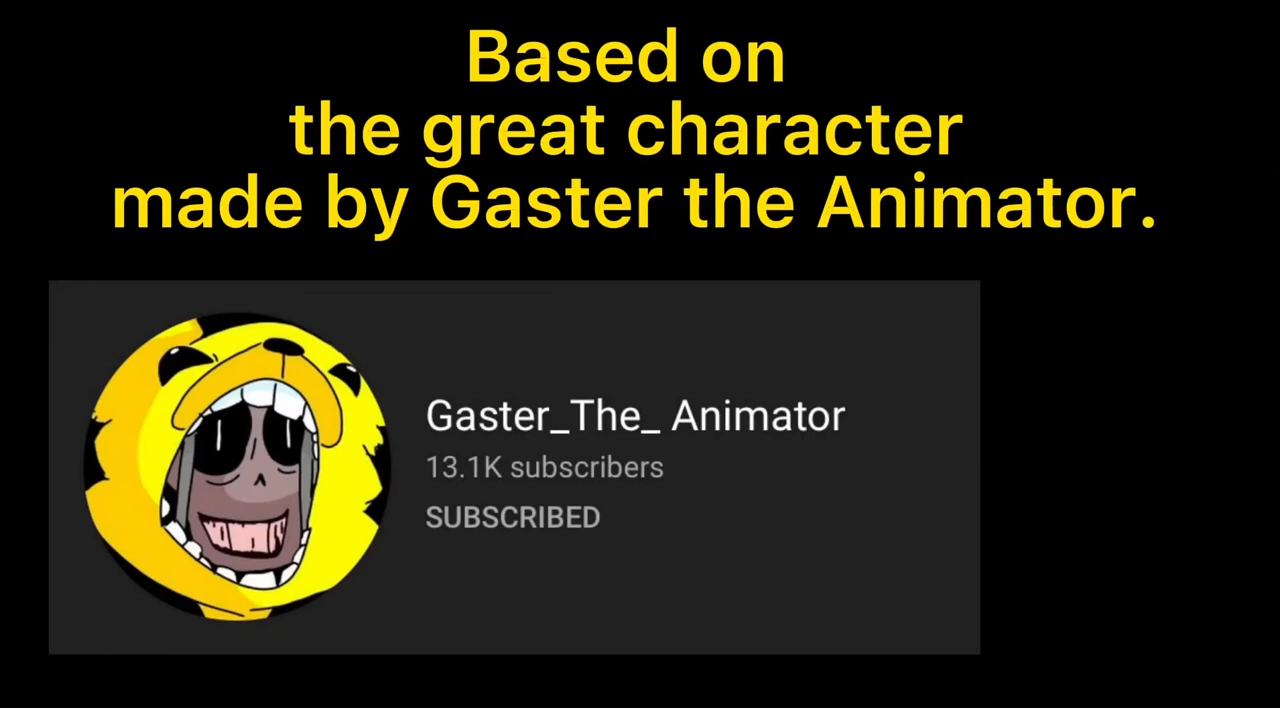 Based on
the great character
made by Gaster the Animator.
Gaster_The_ Animator
13.1K subscribers
SUBSCRIBED